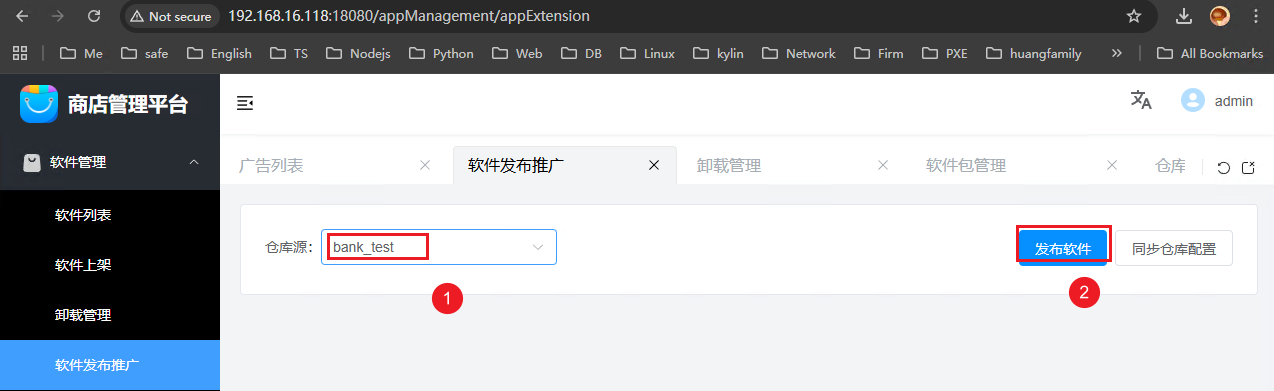 Not secure 192.168.16.118:18080/appManagement/appExtension
Me safe English TS Nodejs Python Web DB Linux kylin Network Firm PXE huangfamily » All Bookmarks
商店管理平台
admin
软件管理
广告列表 软件发布推广 卸载管理 软件包管理 仓库
软件列表
仓库源: bank_test 发布软件 同步仓库配置
软件上架
1 2
卸载管理
软件发布推广